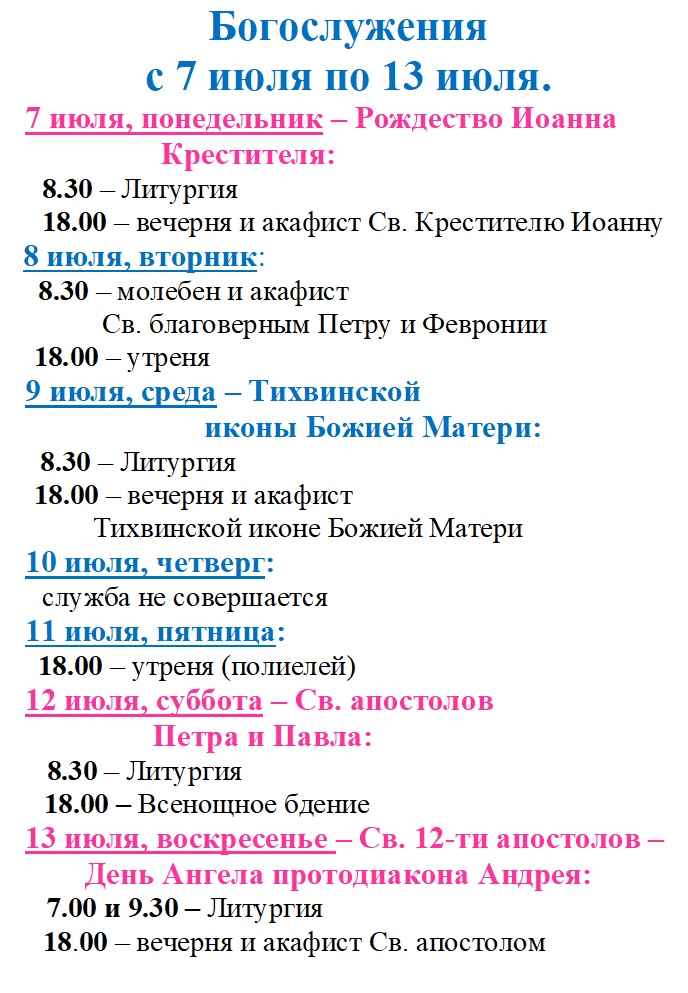 Богослужения
с 7 июля по 13 июля.
7 июля, понедельник – Рождество Иоанна
Крестителя:
8.30 – Литургия
18.00 – вечерня и акафист Св. Крестителю Иоанну
8 июля, вторник:
8.30 – молебен и акафист
Св. благоверным Петру и Февронии
18.00 – утреня
9 июля, среда – Тихвинской
иконы Божией Матери:
8.30 – Литургия
18.00 – вечерня и акафист
Тихвинской иконе Божией Матери
10 июля, четверг:
служба не совершается
11 июля, пятница:
18.00 – утреня (полиелей)
12 июля, суббота – Св. апостолов
Петра и Павла:
8.30 – Литургия
18.00 – Всенощное бдение
13 июля, воскресенье – Св. 12-ти апостолов –
День Ангела протодиакона Андрея:
7.00 и 9.30 – Литургия
18.00 – вечерня и акафист Св. апостолом